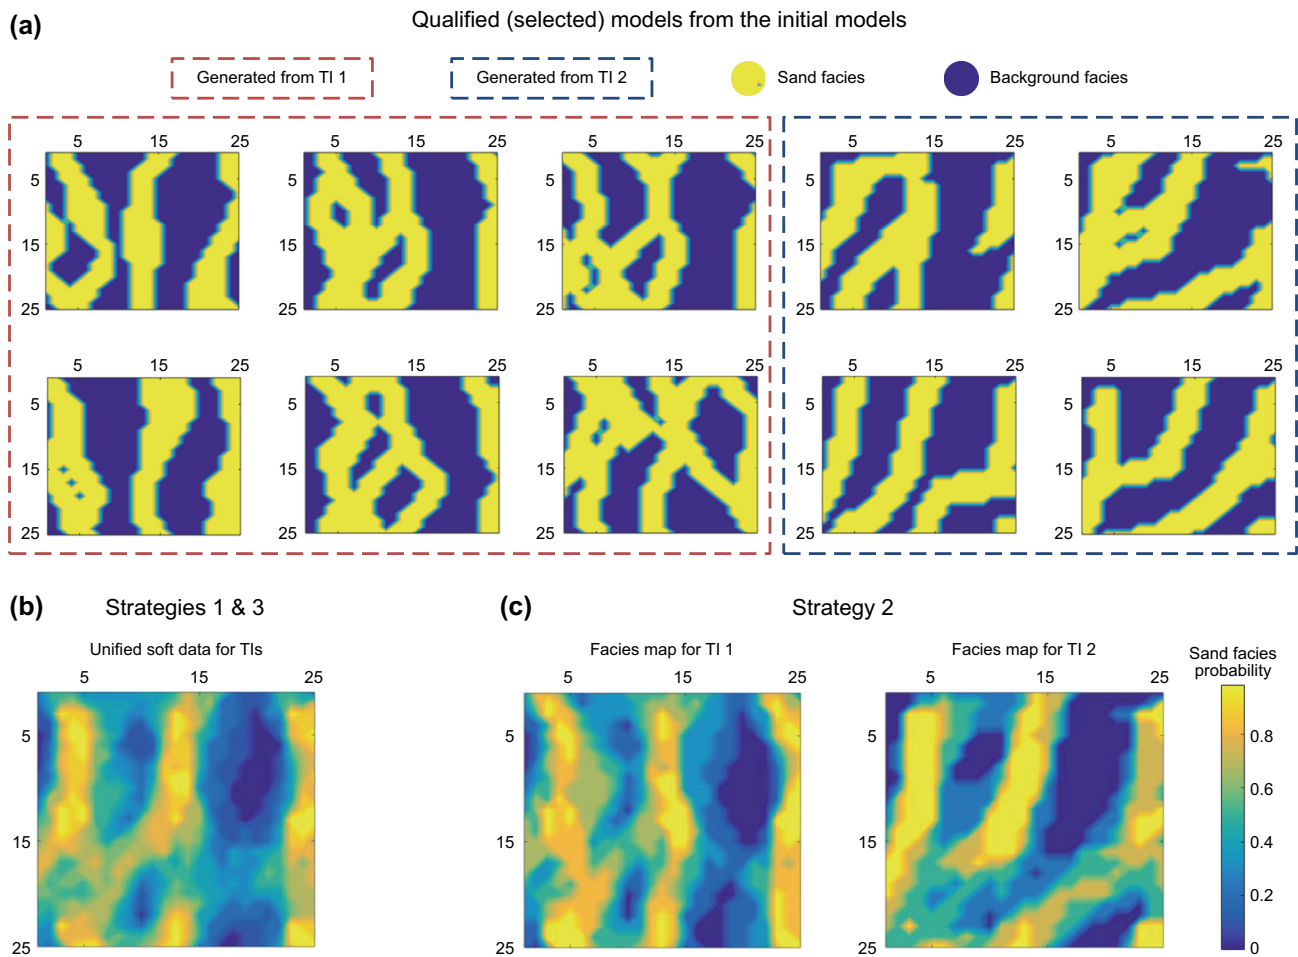 (a)
Qualified (selected) models from the initial models
Generated from TI 1
Generated from TI 2
Sand facies
Background facies
5 15 25 5 15 25 5 15 25 5 15 25 5 15 25
5 5 5 5 5
15 15 15 15 15
25 25 25 25 25
5 15 25 5 15 25 5 15 25 5 15 25 5 15 25
5 5 5 5 5
15 15 15 15 15
25 25 25 25 25
(b)
Strategies 1 & 3
Unified soft data for TIs
5 15 25
5
15
25
(c)
Strategy 2
Facies map for TI 1
5 15 25
5
15
25
Facies map for TI 2
5 15 25
5
15
25
Sand facies
probability
0.8
0.6
0.4
0.2
0